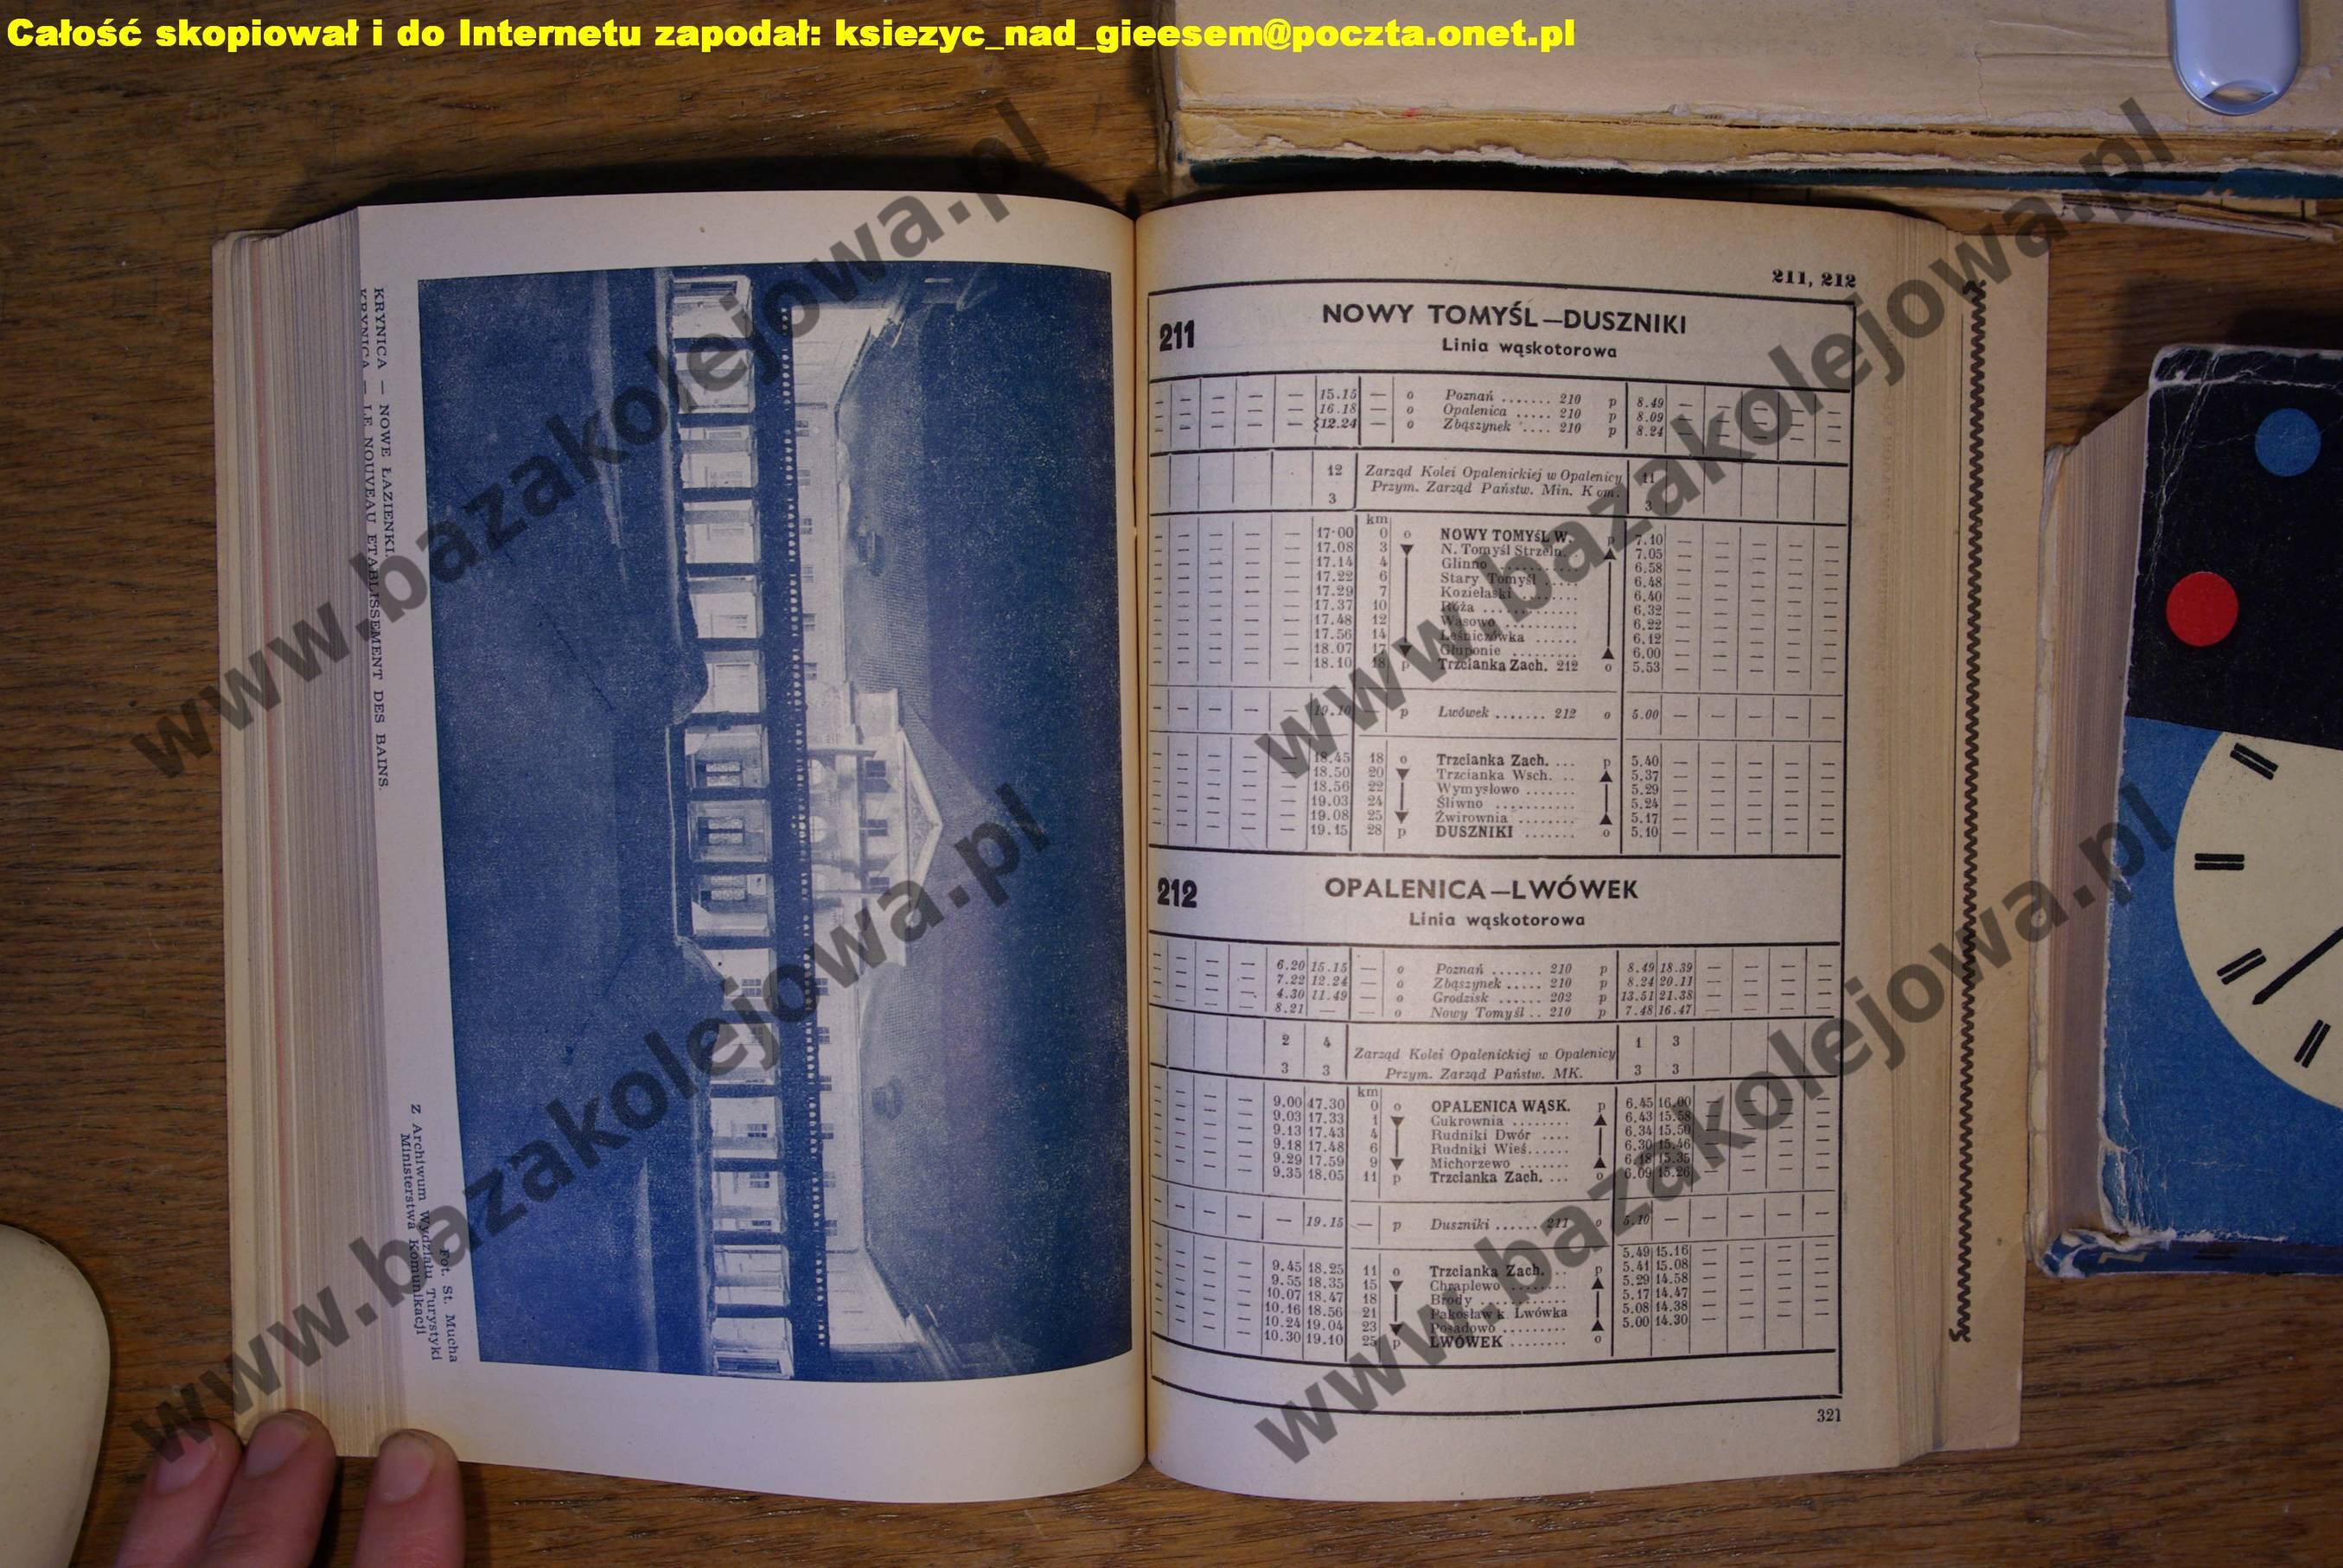 Całość skopiował i do Internetu zapodał: ksiezyc_nad_gieesem@poczta.onet.pl
www.bazakolejowa.pl
www.bazakolejowa.pl
www.bazakolejowa.pl
www.bazakolejowa.pl
KRYNICA — NOWE ŁAZIENKI.
KRYNICA — LE NOUVEAU ETABLISSEMENT DES BAINS.
Fot. St. Mucha
Z Archiwum Wydziału Turystyki
Ministerstwa Komunikacji
211, 212
211 NOWY TOMYŚL—DUSZNIKI
Linia wąskotorowa
— — — — — 15.15 — o Poznań ....... 210 p 8.49 — — — — —
— — — — — 16.18 — o Opalenica ..... 210 p 8.09 — — — — —
— — — — — 12.24 — o Zbąszynek .... 210 p 8.24 — — — — —
12 Zarząd Kolei Opalenickiej w Opalenicy 11
3 Przym. Zarząd Państw. Min. Kom. 3
km
— — — — — 17.00 0 o NOWY TOMYŚL W. p 7.10 — — — — —
— — — — — 17.08 3 N. Tomyśl Strzeln. 7.05 — — — — —
— — — — — 17.14 4 Glinno ........ 6.58 — — — — —
— — — — — 17.22 6 Stary Tomyśl .... 6.48 — — — — —
— — — — — 17.29 7 Kozielaski ........ 6.40 — — — — —
— — — — — 17.37 10 Róża ............ 6.32 — — — — —
— — — — — 17.48 12 Wąsowo .......... 6.22 — — — — —
— — — — — 17.56 14 Leśniczówka ...... 6.12 — — — — —
— — — — — 18.07 17 Głuponie ......... 6.00 — — — — —
— — — — — 18.10 18 p Trzcianka Zach. 212 o 5.53 — — — — —
— — — — — 19.10 — p Lwówek ....... 212 o 5.00 — — — — —
— — — — — 18.45 18 o Trzcianka Zach. ... p 5.40 — — — — —
— — — — — 18.50 20 Trzcianka Wsch. .. 5.37 — — — — —
— — — — — 18.56 22 Wymysłowo ....... 5.29 — — — — —
— — — — — 19.03 24 Śliwno ........... 5.24 — — — — —
— — — — — 19.08 25 Żwirownia ........ 5.17 — — — — —
— — — — — 19.15 28 p DUSZNIKI ....... o 5.10 — — — — —
212 OPALENICA—LWÓWEK
Linia wąskotorowa
— — — — 6.20 15.15 — o Poznań ....... 210 p 8.49 18.39 — — — —
— — — — 7.22 12.24 — o Zbąszynek ..... 210 p 8.24 20.11 — — — —
— — — — 4.30 11.49 — o Grodzisk ...... 202 p 13.51 21.38 — — — —
— — — — 8.21 — — o Nowy Tomyśl .. 210 p 7.48 16.47 — — — —
2 4 Zarząd Kolei Opalenickiej w Opalenicy 1 3
3 3 Przym. Zarząd Państw. MK. 3 3
km
— — — — 9.00 17.30 0 o OPALENICA WĄSK. p 6.45 16.00 — — — —
— — — — 9.03 17.33 1 Cukrownia ........ 6.43 15.58 — — — —
— — — — 9.13 17.43 4 Rudniki Dwór .... 6.34 15.50 — — — —
— — — — 9.18 17.48 6 Rudniki Wieś...... 6.30 15.46 — — — —
— — — — 9.29 17.59 9 Michorzewo ....... 6.18 15.35 — — — —
— — — — 9.35 18.05 11 p Trzcianka Zach. ... o 6.09 15.26 — — — —
— — — — — 19.15 — p Duszniki ...... 211 o 5.10 — — — — —
— — — — 9.45 18.25 11 o Trzcianka Zach. .. p 5.49 15.16 — — — —
— — — — 9.55 18.35 15 Chraplewo ........ 5.41 15.08 — — — —
— — — — 10.07 18.47 18 Brody ............ 5.29 14.58 — — — —
— — — — 10.16 18.56 21 Pakosław k. Lwówka 5.17 14.47 — — — —
— — — — 10.24 19.04 23 Posadowo ......... 5.08 14.38 — — — —
— — — — 10.30 19.10 25 p LWÓWEK ........ o 5.00 14.30 — — — —
321